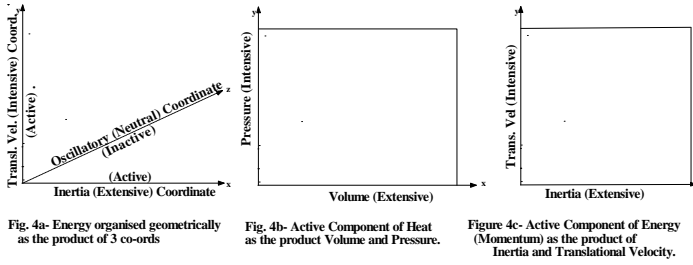 y
Transl. Vel. (Intensive) Coord.
(Active)
Oscillatory (Neutral) Coordinate
(Inactive)
z
(Active)
x
Inertia (Extensive) Coordinate
Fig. 4a- Energy organised geometrically
as the product of 3 co-ords
y
Pressure (Intensive)
x
Volume (Extensive)
Fig. 4b- Active Component of Heat
as the product Volume and Pressure.
y
Trans. Vel (Intensive)
x
Inertia (Extensive)
Figure 4c- Active Component of Energy
(Momentum) as the product of
Inertia and Translational Velocity.